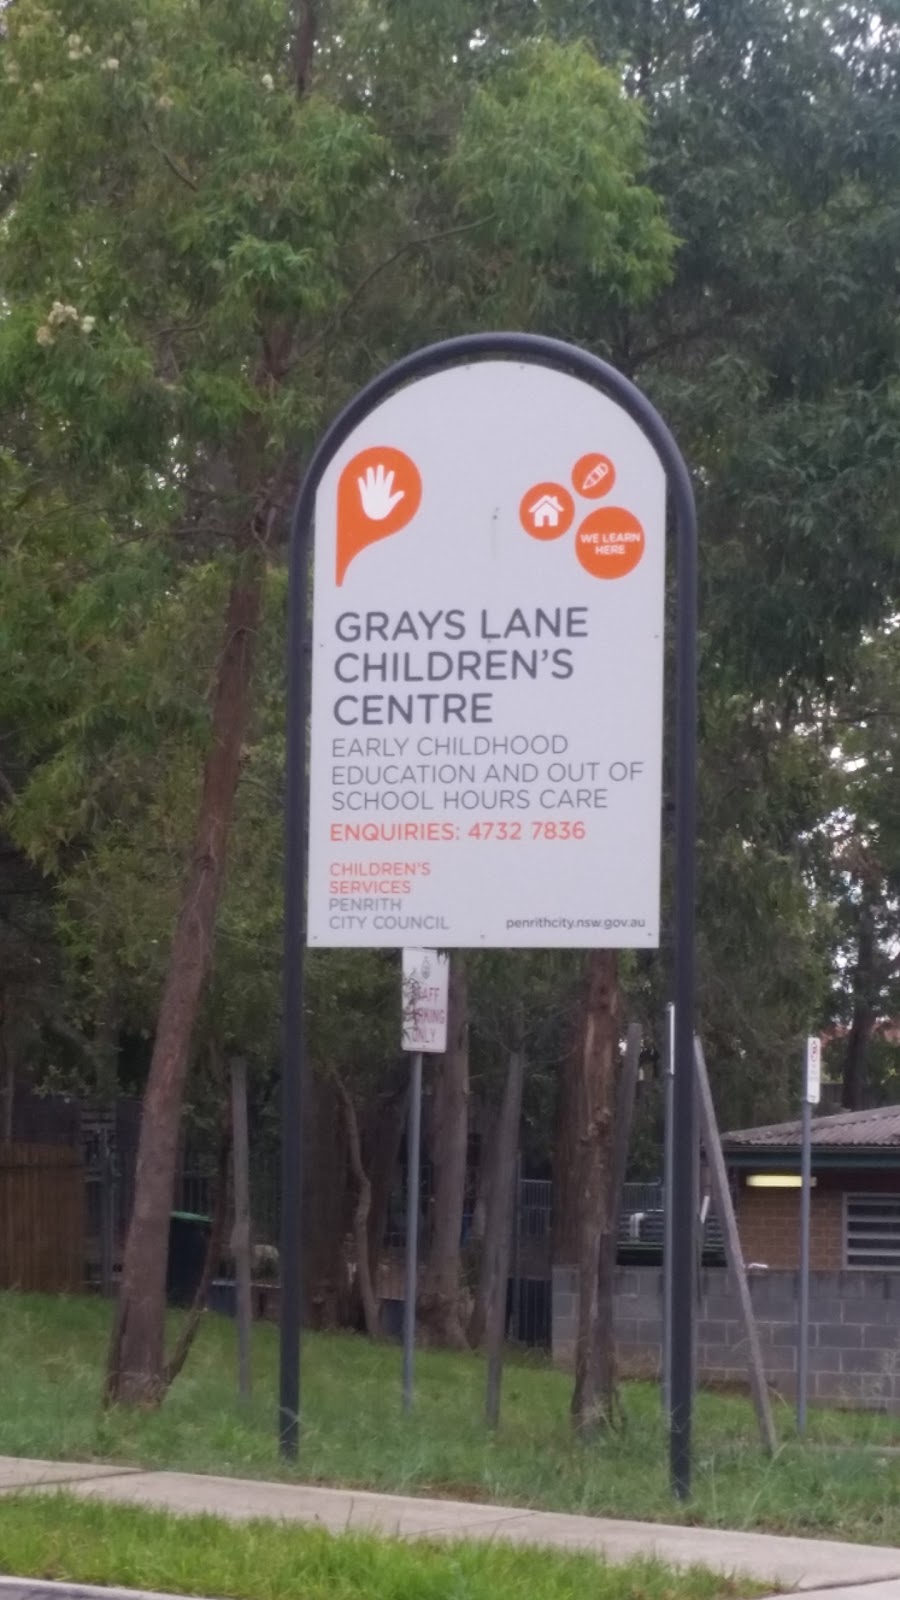 WE LEARN
HERE
GRAYS LANE
CHILDREN'S
CENTRE
EARLY CHILDHOOD
EDUCATION AND OUT OF
SCHOOL HOURS CARE
ENQUIRIES: 4732 7836
CHILDREN'S
SERVICES
PENRITH
CITY COUNCIL
penrithcity.nsw.gov.au
ONLY